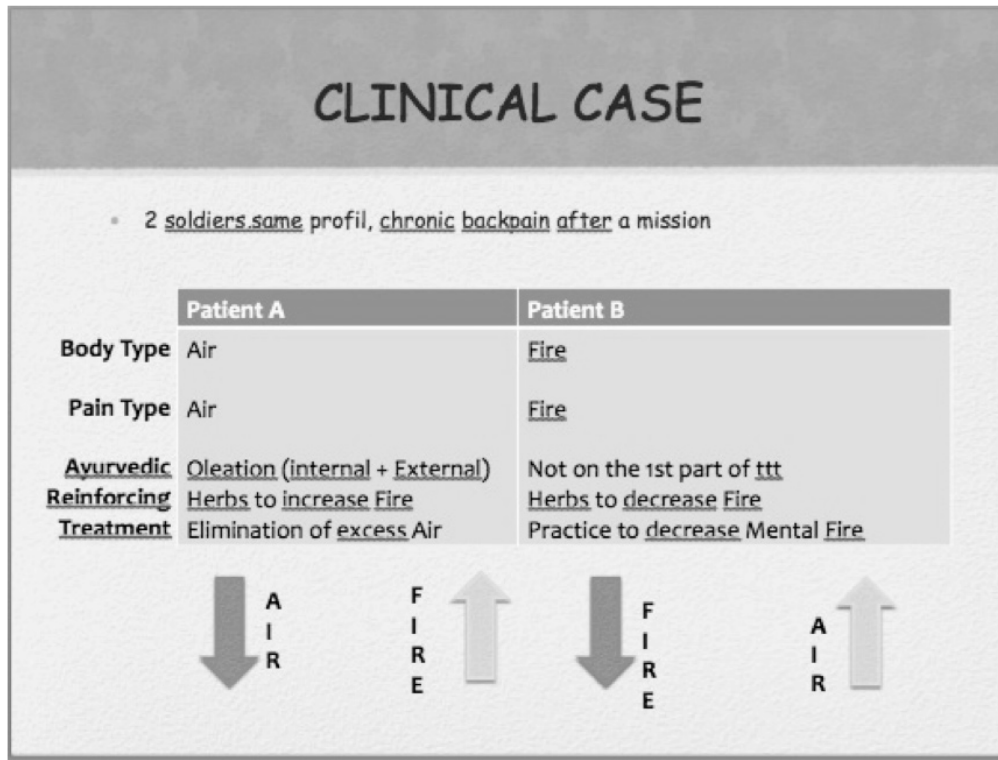 CLINICAL CASE
• 2 soldiers.same profil, chronic backpain after a mission
Patient A Patient B
Body Type Air Fire
Pain Type Air Fire
Ayurvedic Oleation (internal + External) Not on the 1st part of ttt
Reinforcing Herbs to increase Fire Herbs to decrease Fire
Treatment Elimination of excess Air Practice to decrease Mental Fire
AIR
FIRE
FIRE
AIR